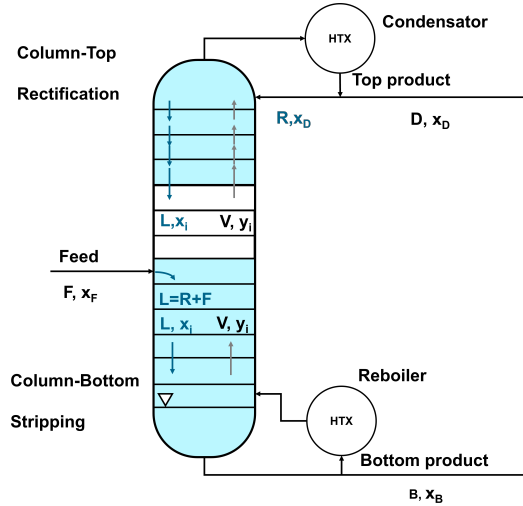 Condensator
HTX
Column-Top
Rectification
Top product
R,xD
D, xD
L,xi
V, yi
Feed
F, xF
L=R+F
L, xi
V, yi
Column-Bottom
Stripping
Reboiler
HTX
Bottom product
B, xB